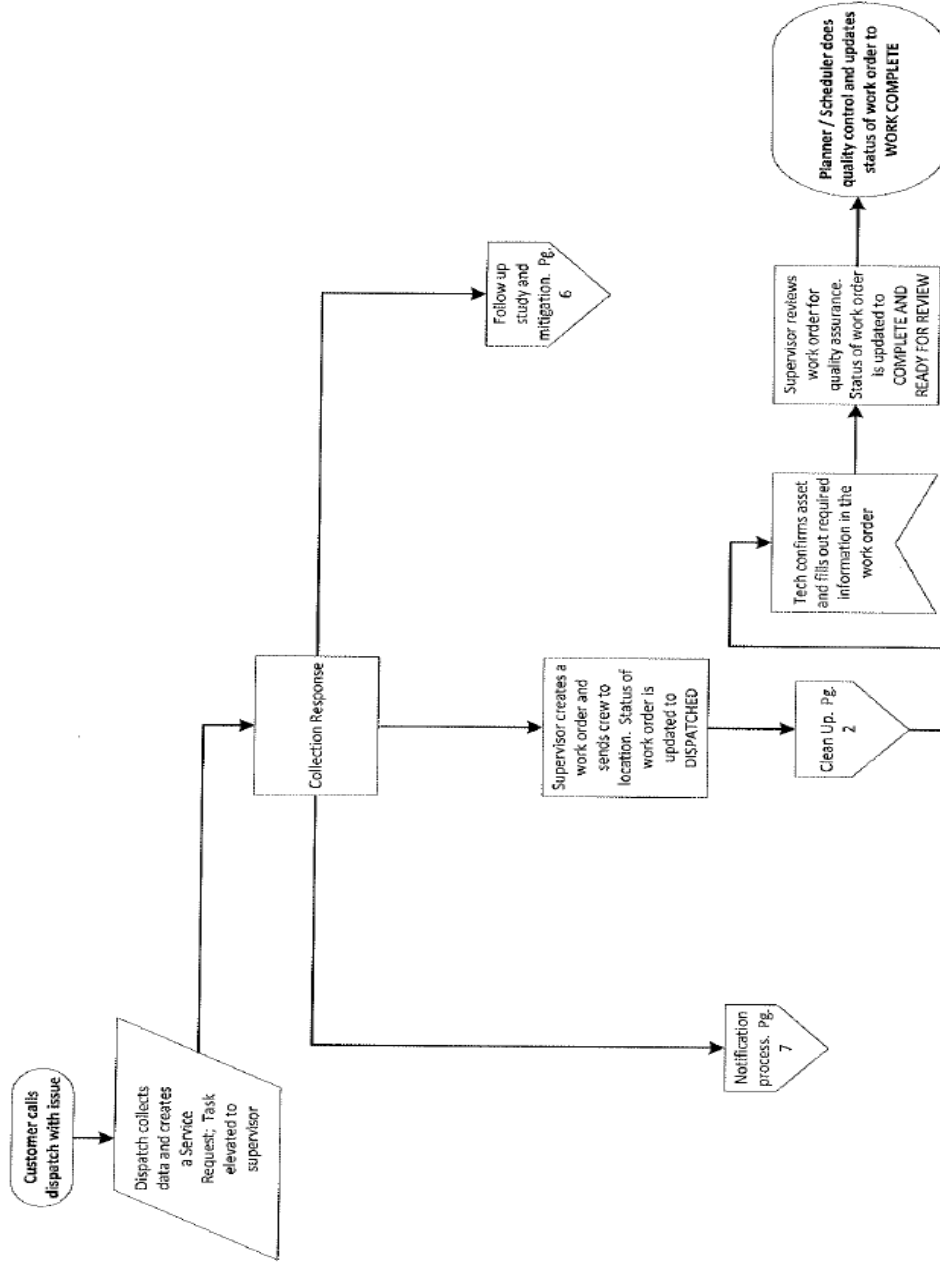 Customer calls
dispatch with issue
Dispatch collects
data and creates
a Service
Request; Task
elevated to
supervisor
Collection Response
Notification
process. Pg.
7
Supervisor creates a
work order and
sends crew to
location. Status of
work order is
updated to
DISPATCHED
Clean Up. Pg.
2
Follow up
study and
mitigation. Pg.
6
Tech confirms asset
and fills out required
information in the
work order
Supervisor reviews
work order for
quality assurance.
Status of work order
is updated to
COMPLETE AND
READY FOR REVIEW
Planner / Scheduler does
quality control and updates
status of work order to
WORK COMPLETE